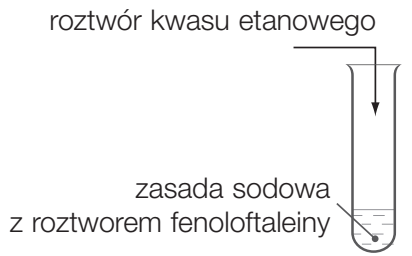 roztwór kwasu etanowego
zasada sodowa
z roztworem fenoloftaleiny